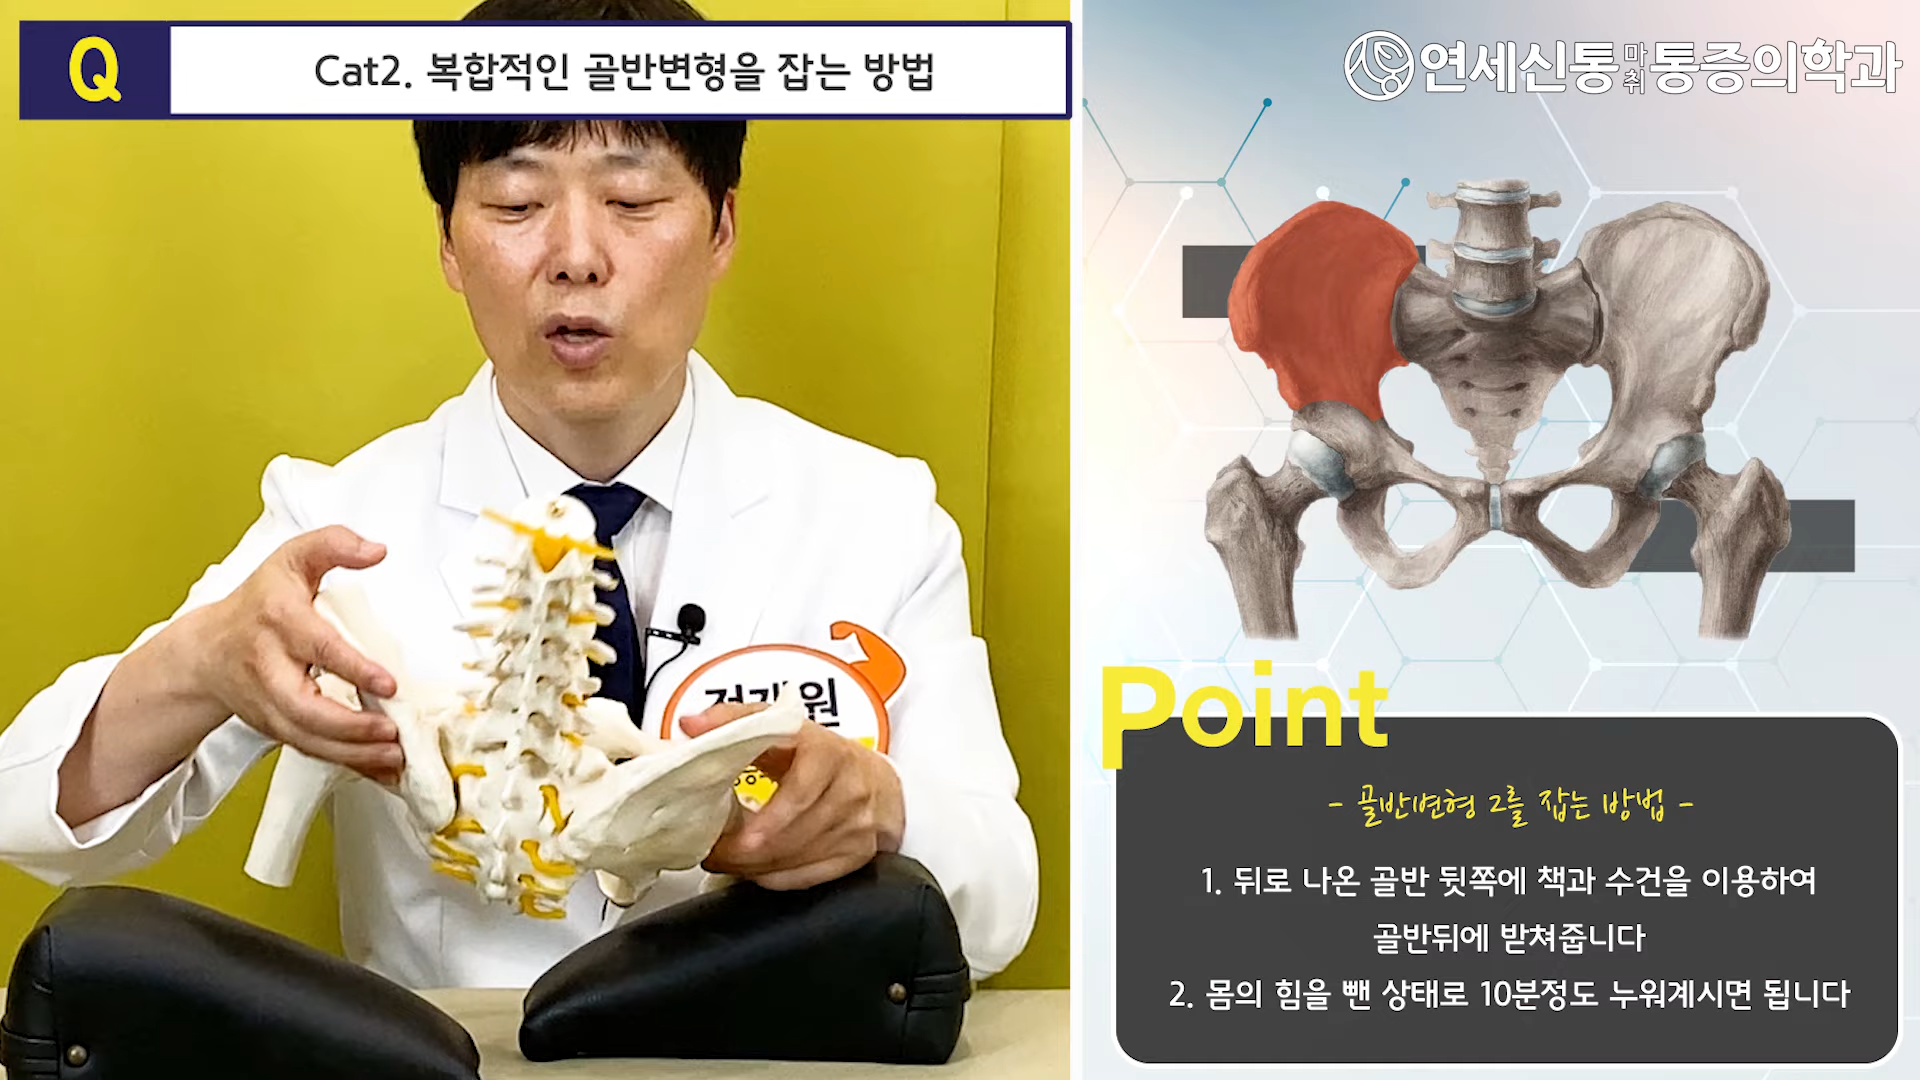 Q
Cat2. 복합적인 골반변형을 잡는 방법
연세신통마취통증의학과
Point
- 골반변형 2를 잡는 방법 -
1. 뒤로 나온 골반 뒷쪽에 책과 수건을 이용하여
골반뒤에 받쳐줍니다
2. 몸의 힘을 뺀 상태로 10분정도 누워계시면 됩니다